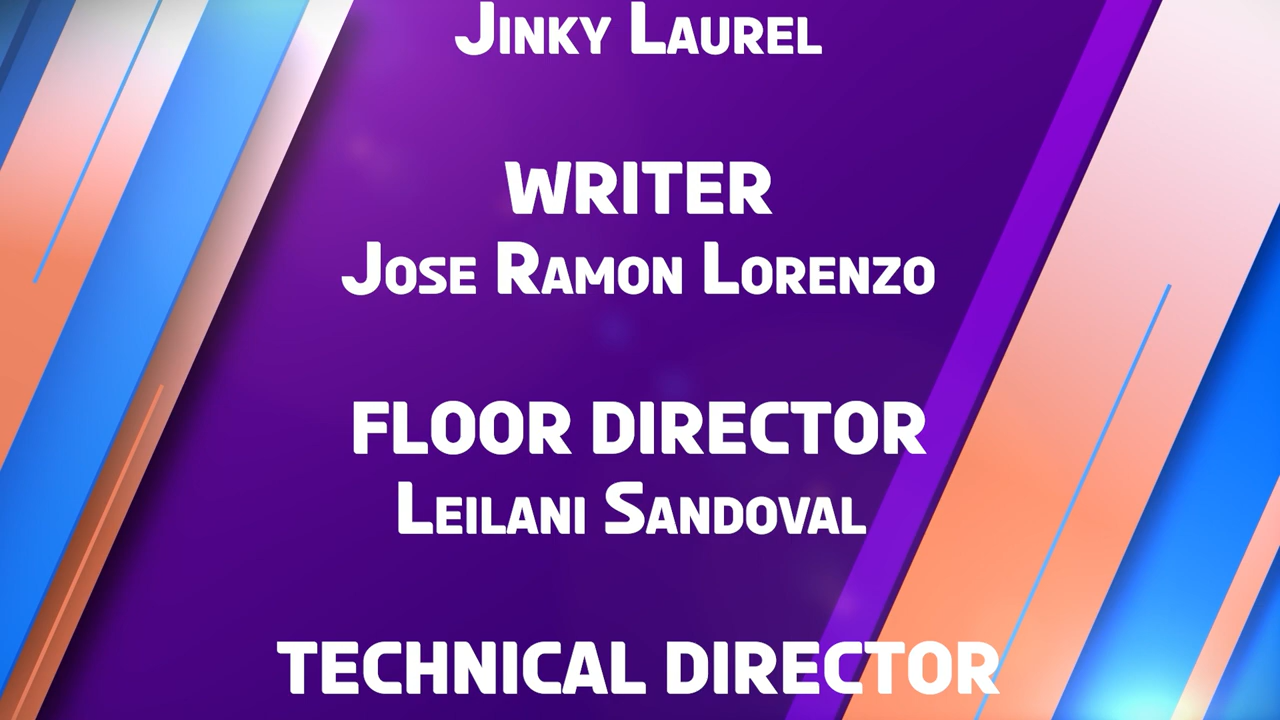 Jinky Laurel
WRITER
Jose Ramon Lorenzo
FLOOR DIRECTOR
Leilani Sandoval
TECHNICAL DIRECTOR